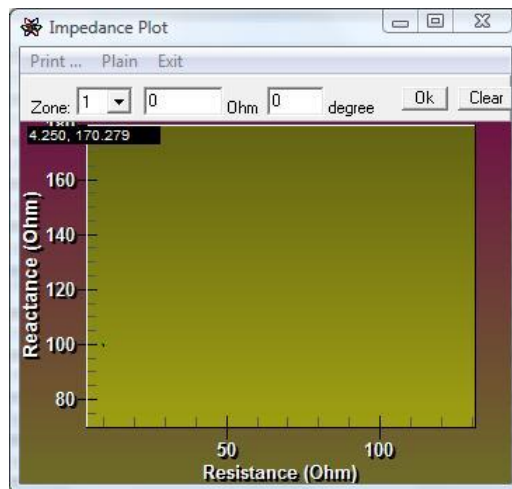 Impedance Plot
Print ... Plain Exit
Zone: 1 0 Ohm 0 degree Ok Clear
180
4.250, 170.279
160
140
120
100
80
Reactance (Ohm)
50 100
Resistance (Ohm)